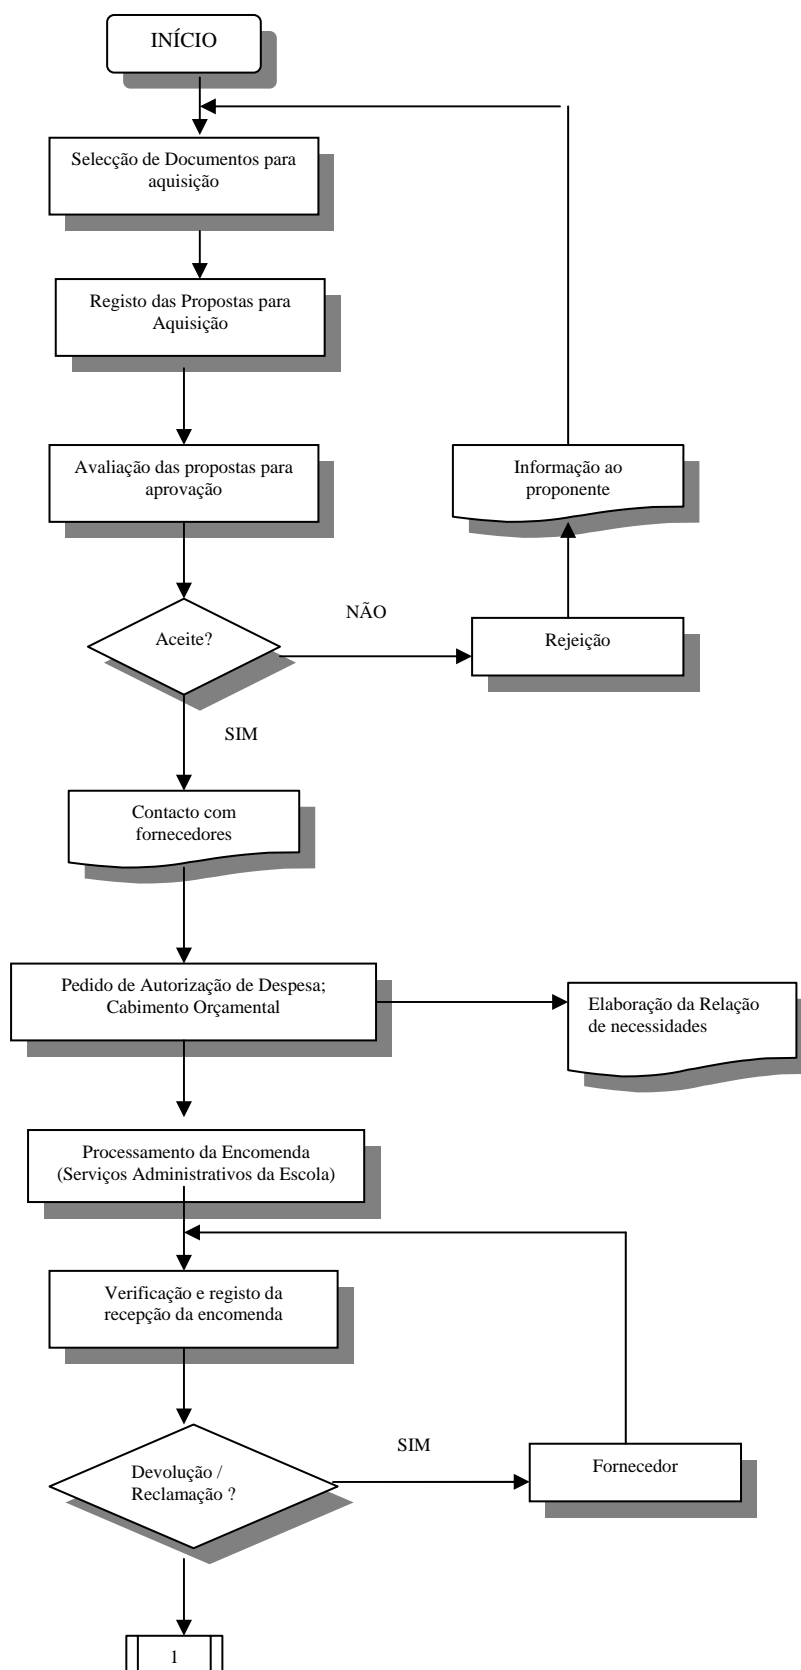 INÍCIO
Selecção de Documentos para
aquisição
Registo das Propostas para
Aquisição
Avaliação das propostas para
aprovação
Informação ao
proponente
NÃO
Aceite?
Rejeição
SIM
Contacto com
fornecedores
Pedido de Autorização de Despesa;
Cabimento Orçamental
Elaboração da Relação
de necessidades
Processamento da Encomenda
(Serviços Administrativos da Escola)
Verificação e registo da
recepção da encomenda
SIM
Devolução /
Reclamação ?
Fornecedor
1